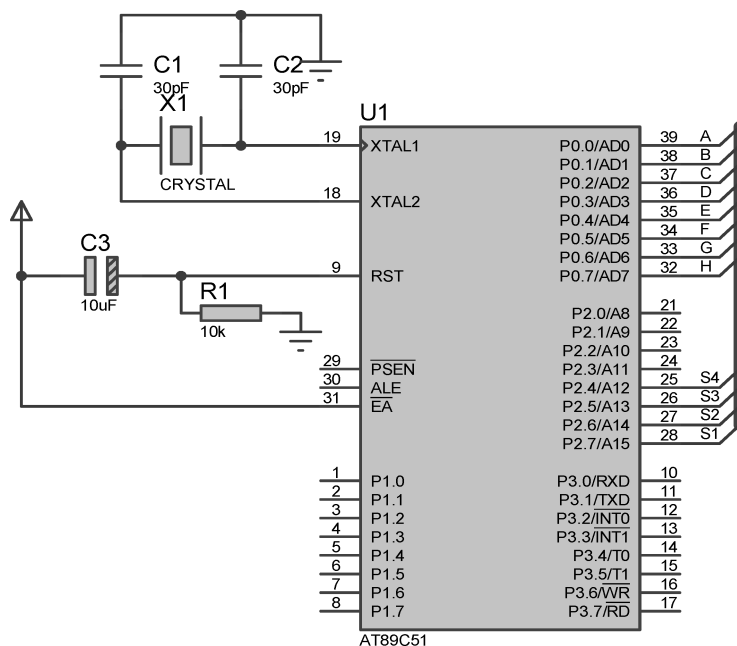 C1
30pF
C2
30pF
X1
CRYSTAL
U1
19 XTAL1
18 XTAL2
C3
10uF
9 RST
R1
10k
29 PSEN
30 ALE
31 EA
1 P1.0
2 P1.1
3 P1.2
4 P1.3
5 P1.4
6 P1.5
7 P1.6
8 P1.7
P0.0/AD0 39 A
P0.1/AD1 38 B
P0.2/AD2 37 C
P0.3/AD3 36 D
P0.4/AD4 35 E
P0.5/AD5 34 F
P0.6/AD6 33 G
P0.7/AD7 32 H
P2.0/A8 21
P2.1/A9 22
P2.2/A10 23
P2.3/A11 24
P2.4/A12 25 S4
P2.5/A13 26 S3
P2.6/A14 27 S2
P2.7/A15 28 S1
P3.0/RXD 10
P3.1/TXD 11
P3.2/INT0 12
P3.3/INT1 13
P3.4/T0 14
P3.5/T1 15
P3.6/WR 16
P3.7/RD 17
AT89C51